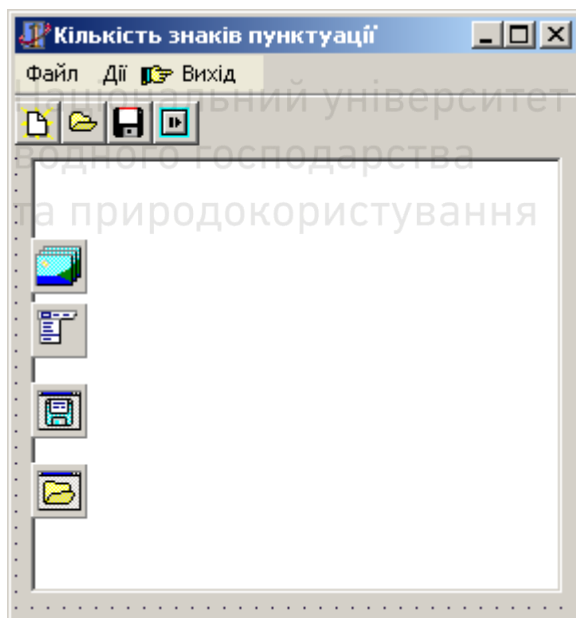 Кількість знаків пунктуації
Файл Дії Вихід
Національний університет
водного господарства
та природокористування